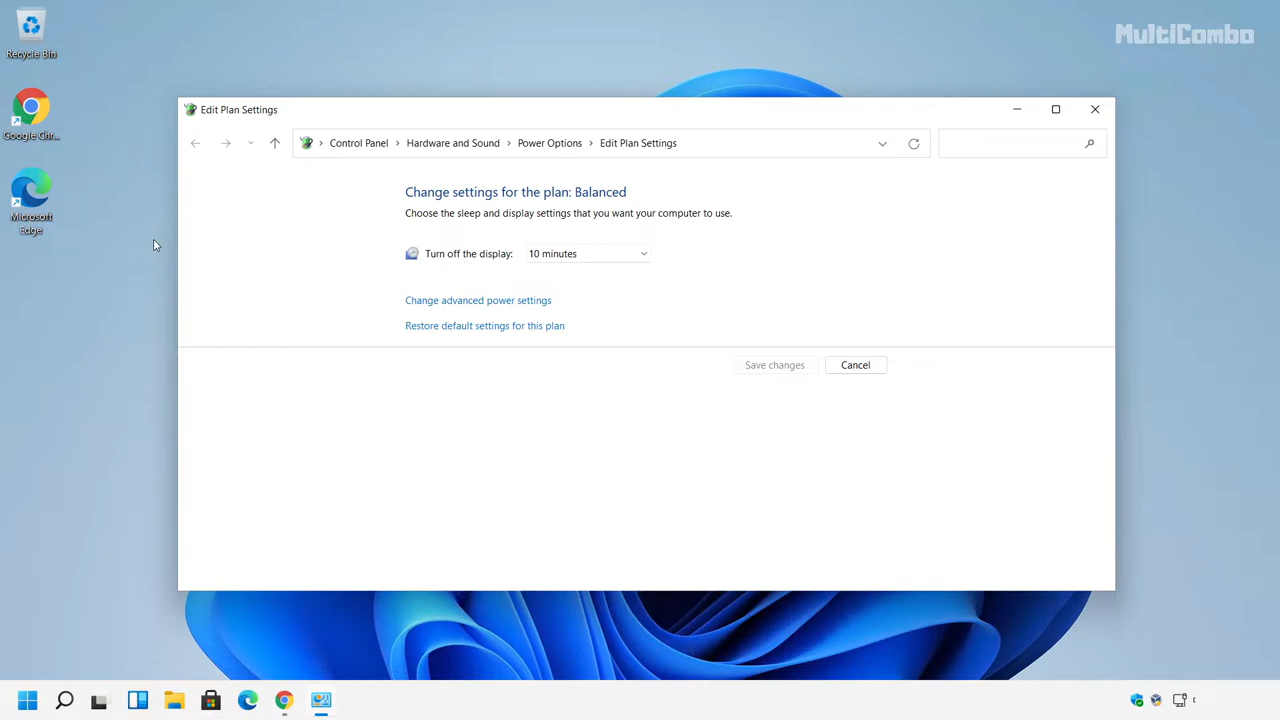 Recycle Bin
MultiCombo
Google Chr...
Microsoft
Edge
Edit Plan Settings
Control Panel > Hardware and Sound > Power Options > Edit Plan Settings
Change settings for the plan: Balanced
Choose the sleep and display settings that you want your computer to use.
Turn off the display: 10 minutes
Change advanced power settings
Restore default settings for this plan
Save changes Cancel